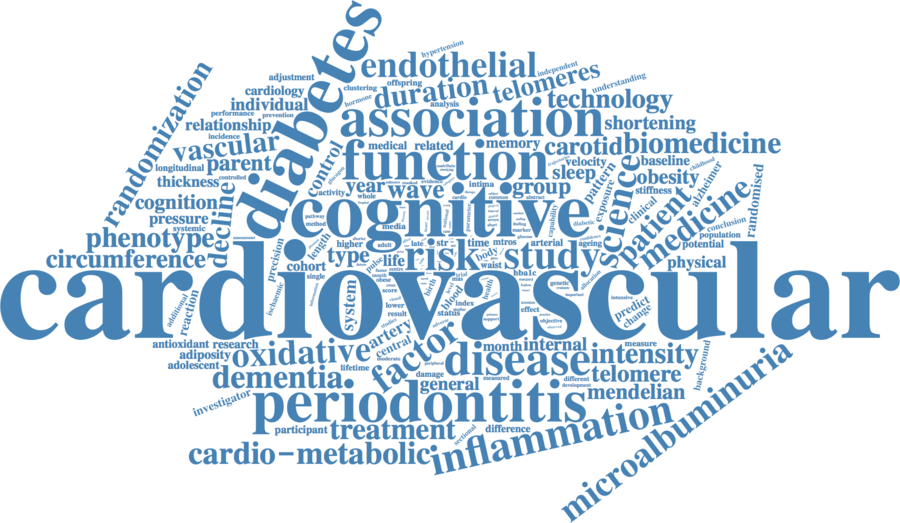 hypertension
diabetes
endothelial
independent
adjustment
offspring
understanding
clustering
telomeres
cardiology
duration
hormone
individual
analysis
technology
randomization
performance
prevention
association
shortening
relationship
incidence
vascular
control
medical related
memory
carotid
biomedicine
function
parent
longitudinal
controlled
velocity
baseline
childhood
sleep
obesity
thickness
activity
year
wave
intima
group
pattern
science
stiffness
alzheimer
randomised
whole
cognition
decline
exposure
clinical
patient
medicine
pressure
cognitive
capability
diabetic
conclusion
systemic
pathway
method
marker
population
phenotype
media
potential
circumference
precision
length
higher
adult
late
str
time
mtros
arterial
ageing
type
risk
study
physical
cohort
life
body
single
pulse
waist
hba1c
allocation
cardiovascular
ischaemic
system
birth
blood
health
genetic
important
intensive
additional
reaction
score
lower
index
effect
predict
change
result
status
support
objective
antioxidant research
artery
month
internal
measure
adiposity
oxidative
central
factor
disease
intensity
background
adolescent
moderate
lifetime
peripheral
telomere
dementia
damage
measured
different
general
development
mendelian
investigator
periodontitis
microalbuminuria
participant
treatment
sectional
difference
inflammation
cardio-metabolic